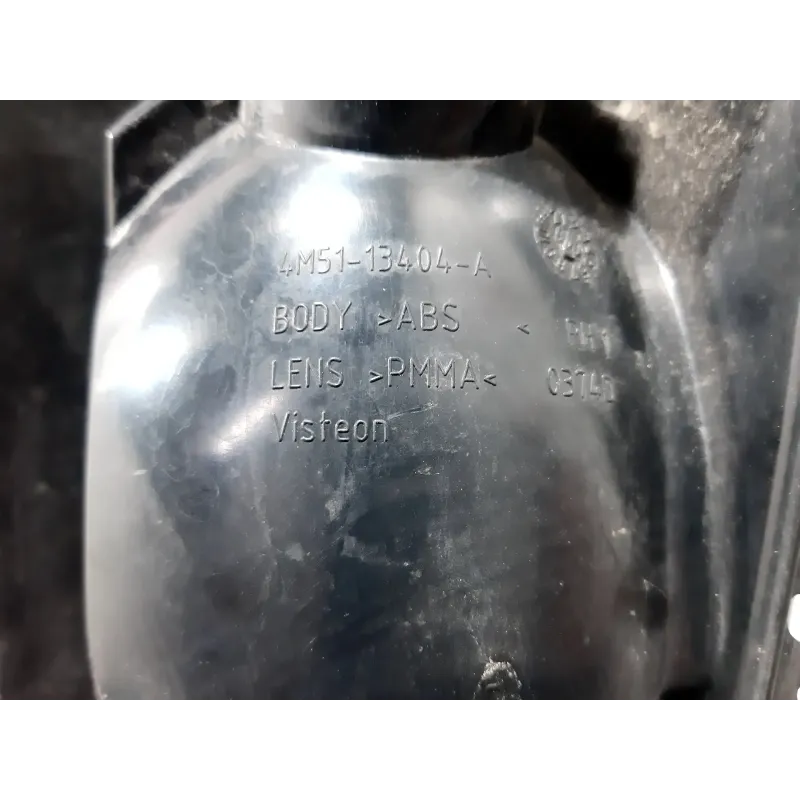 4M51-13404-A
BODY >ABS <
LENS >PMMA<
Visteon